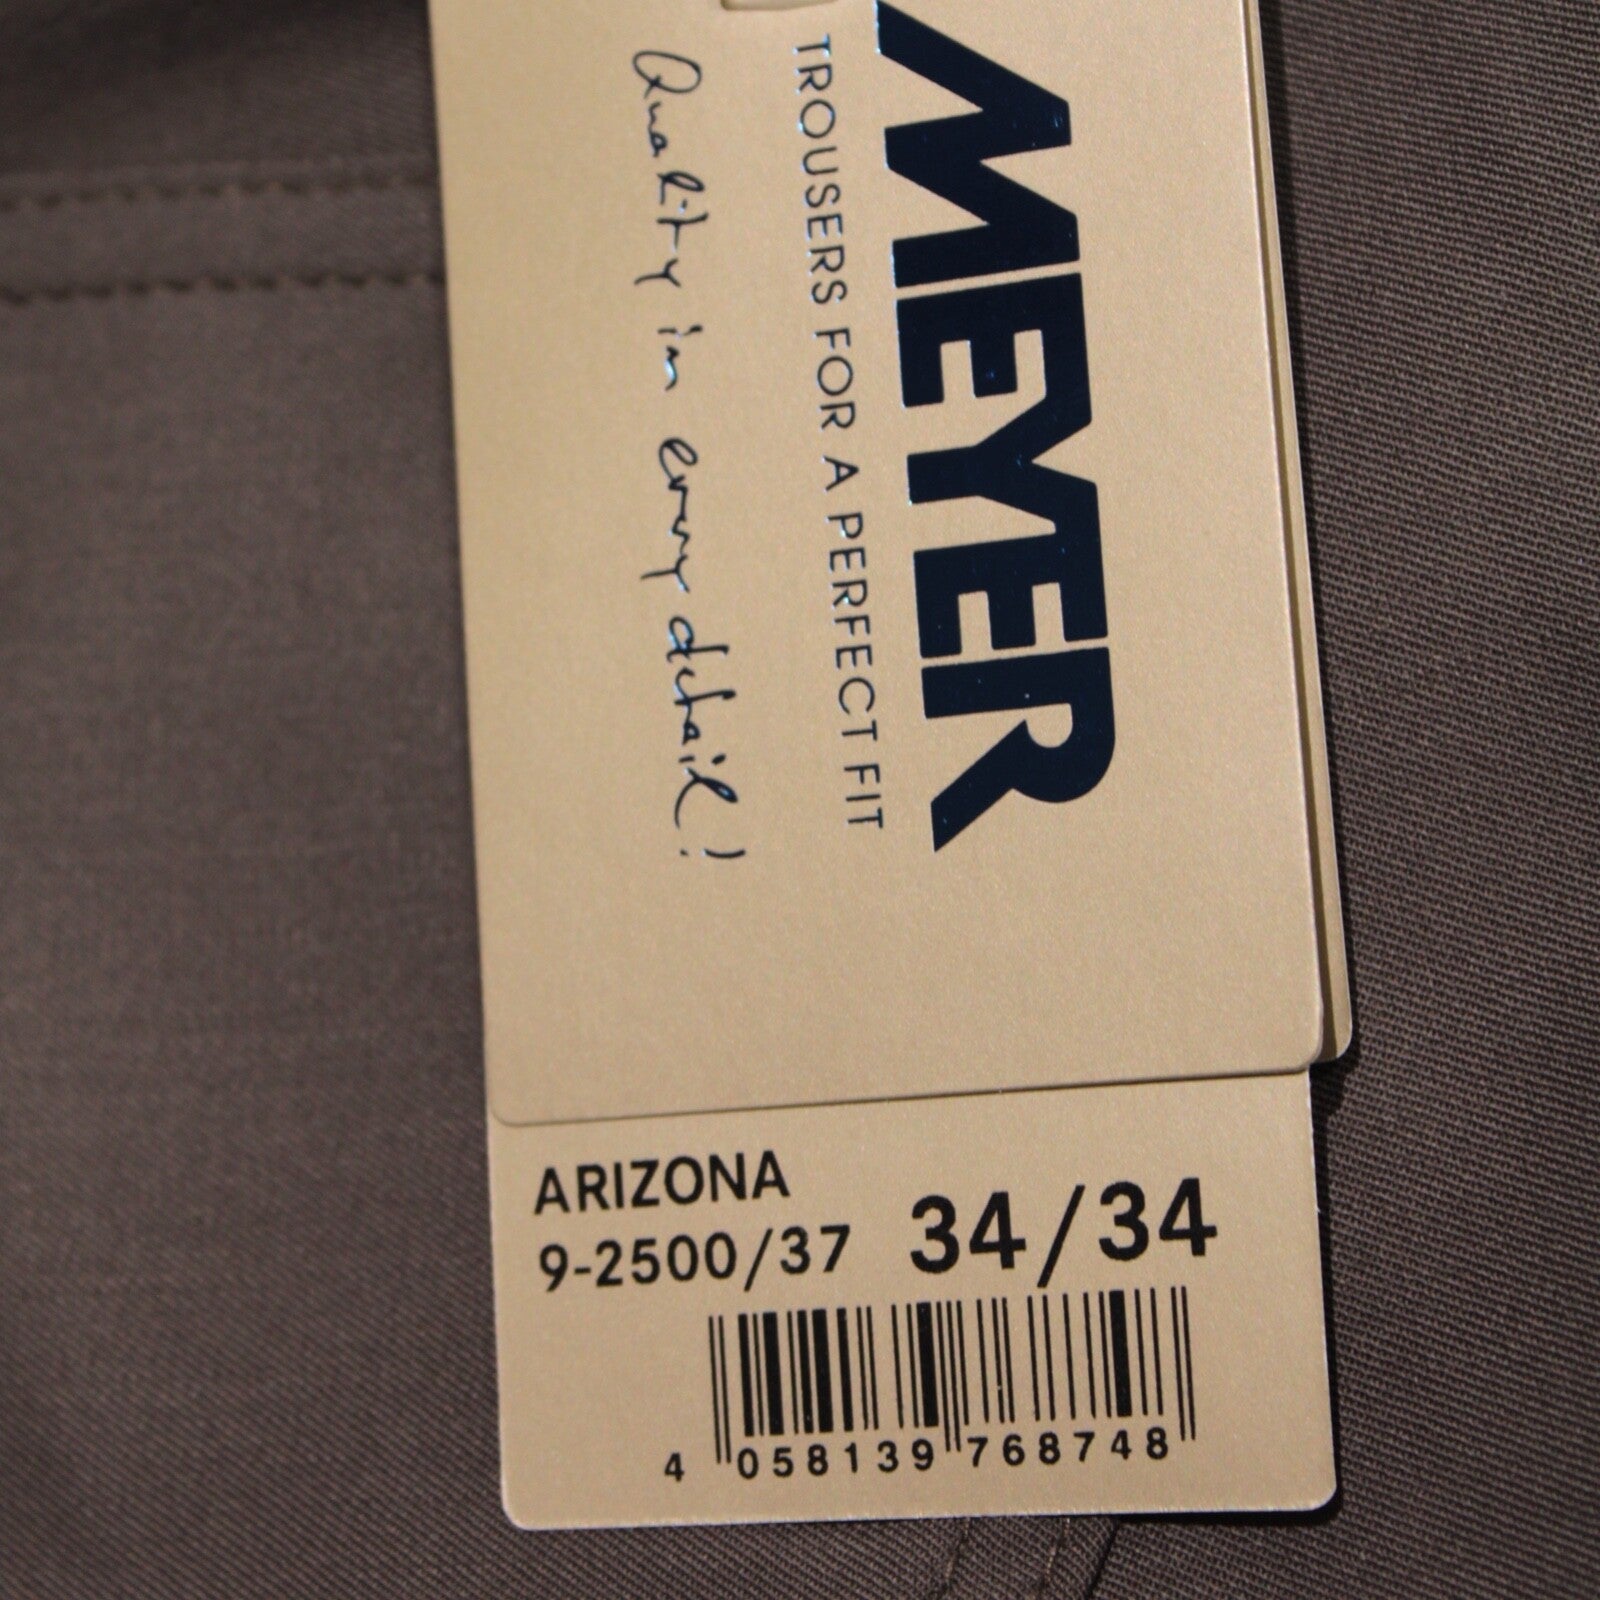 MEYER
TROUSERS FOR A PERFECT FIT
Quality in every detail!
ARIZONA
9-2500/37 34/34
4 058139 768748